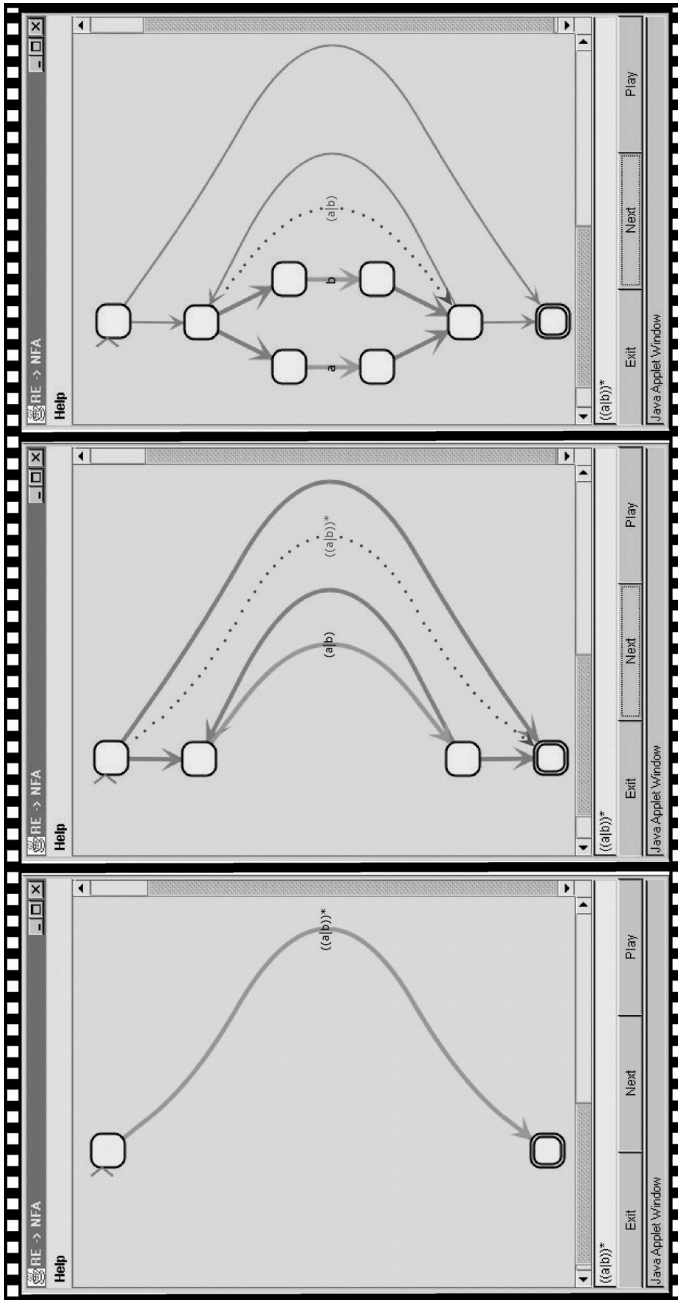 RE -> NFA
Help
((a|b))*
((a|b))*
Exit Next Play
Java Applet Window
RE -> NFA
Help
(a|b) ((a|b))*
((a|b))*
Exit Next Play
Java Applet Window
RE -> NFA
Help
a b (a|b)
((a|b))*
Exit Next Play
Java Applet Window